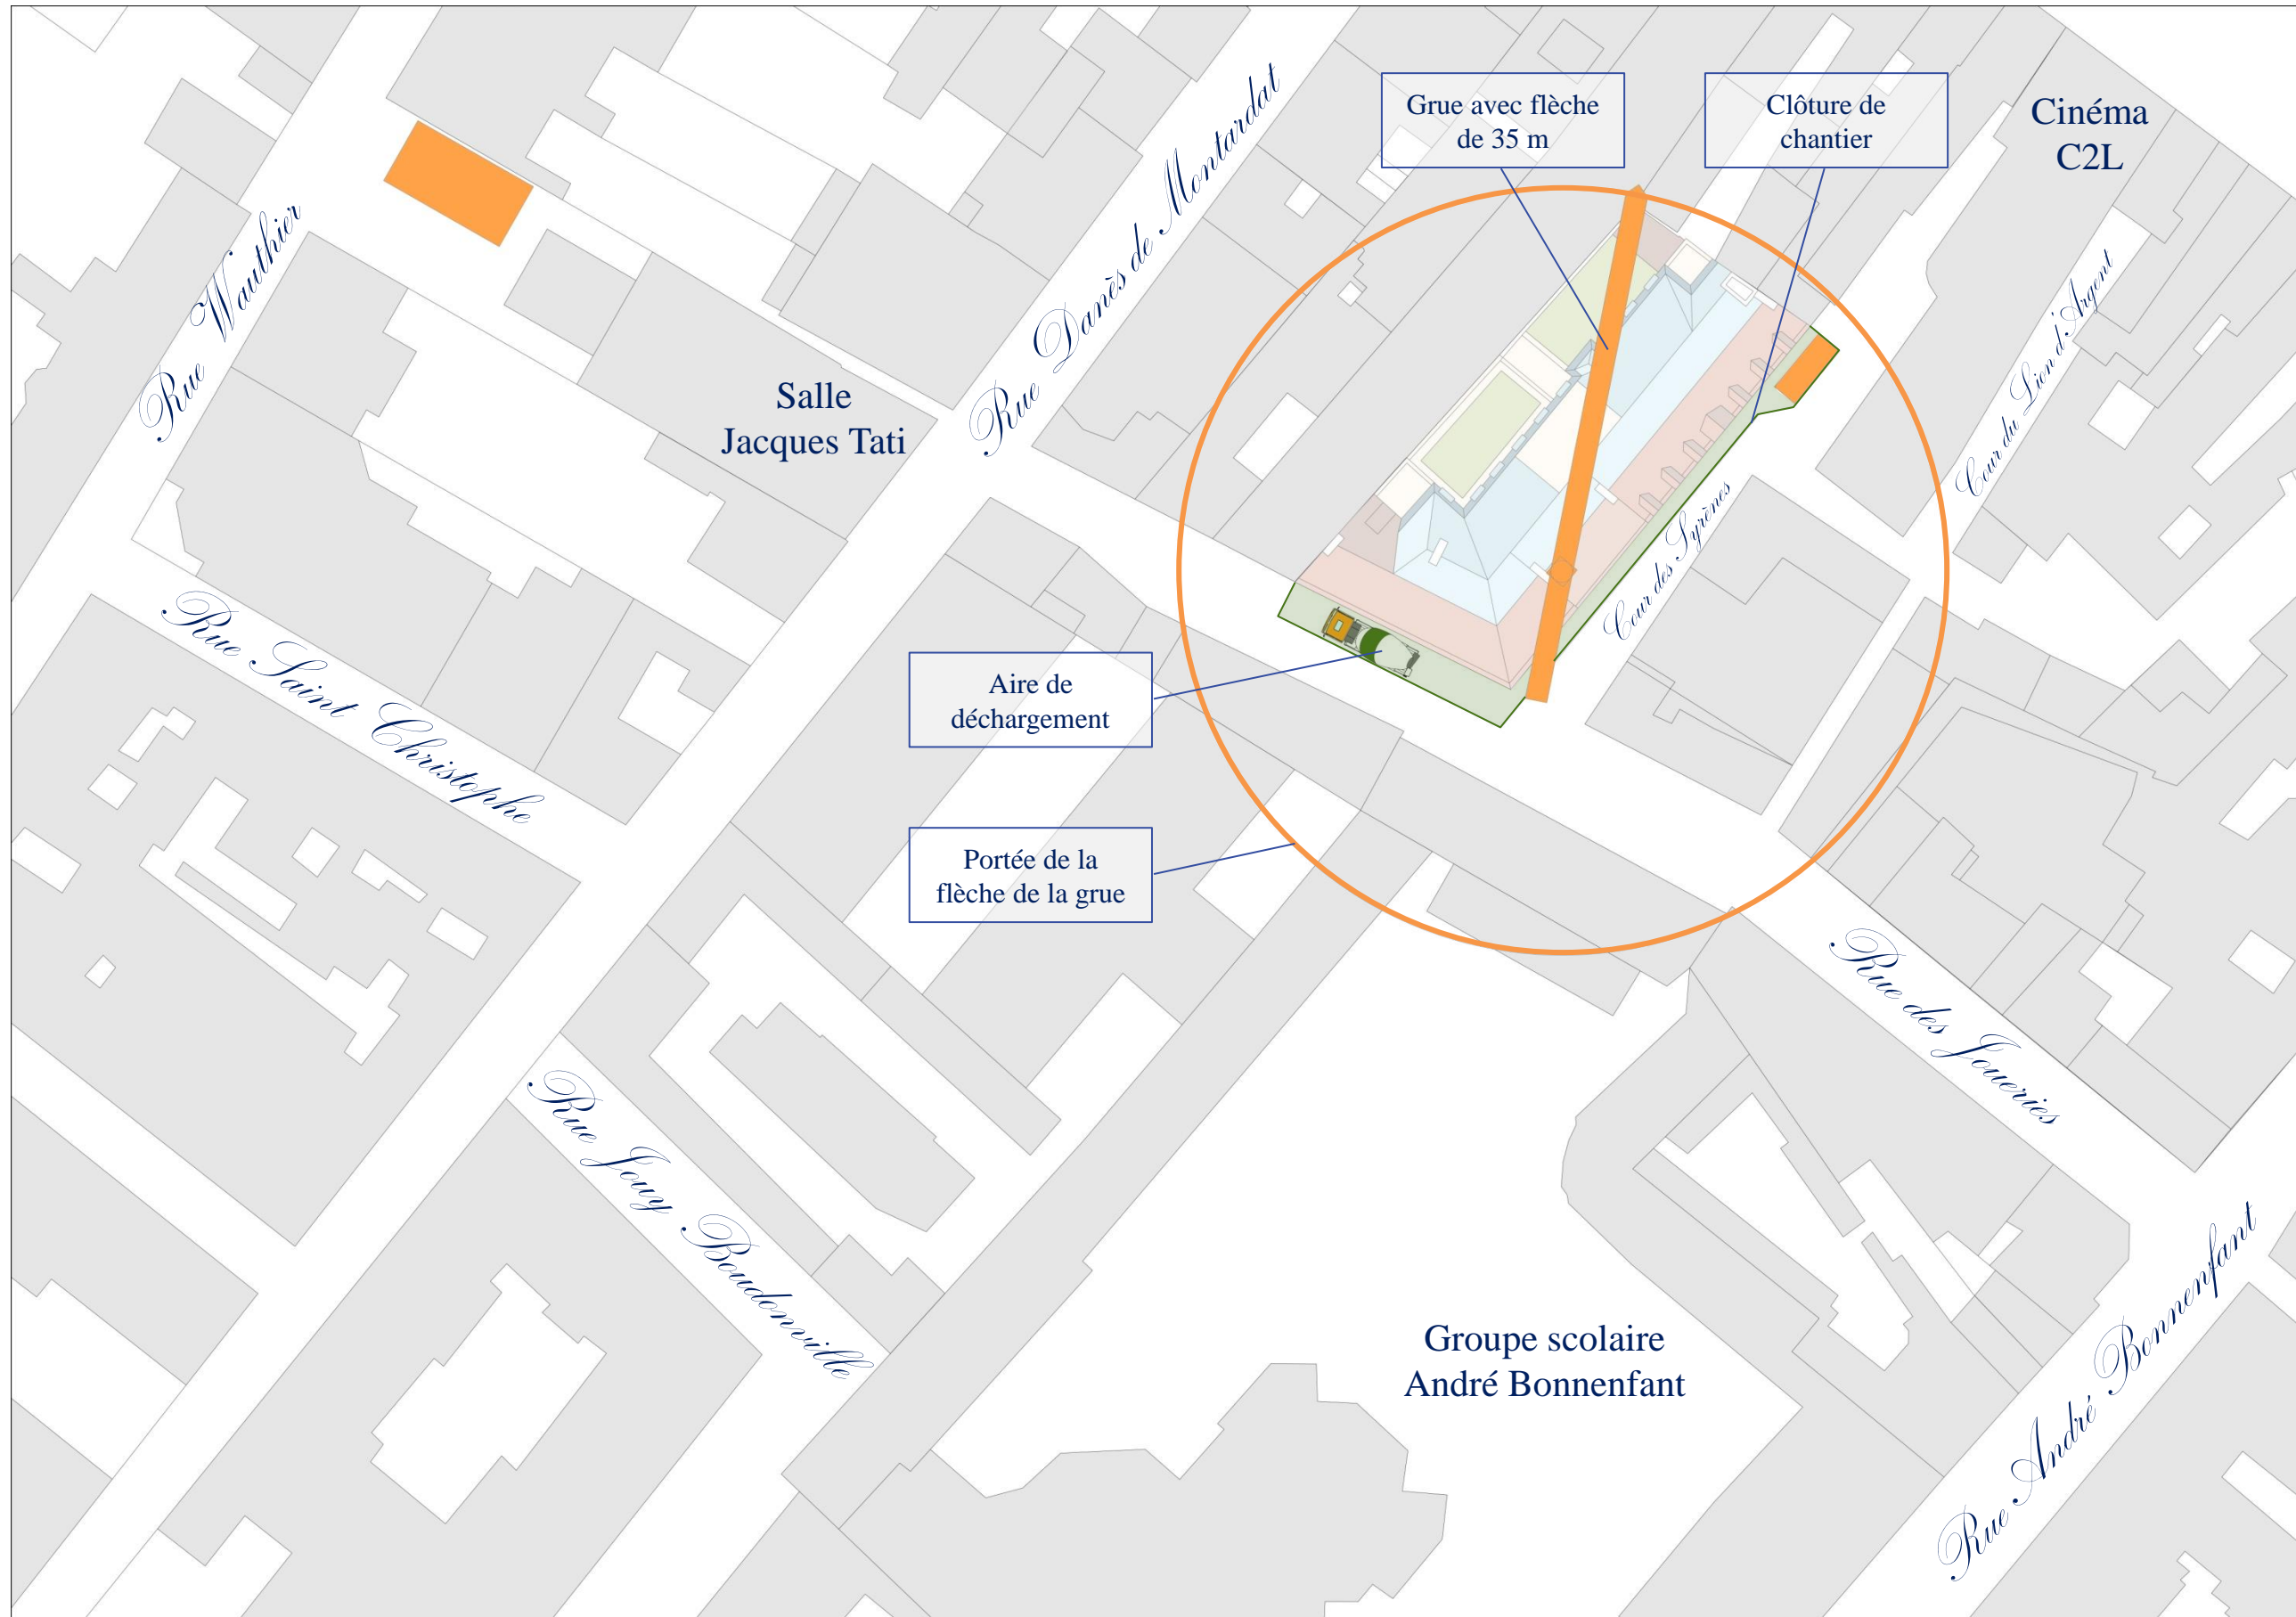 Grue avec flèche
de 35 m
Clôture de
chantier
Cinéma
C2L
Rue Wauthier
Rue Danès de Montardat
Salle
Jacques Tati
Cour du Lion d'Argent
Cour des Syrènes
Rue Saint Christophe
Aire de
déchargement
Portée de la
flèche de la grue
Rue des Joueries
Rue Jouy Boudonville
Groupe scolaire
André Bonnenfant
Rue André Bonnenfant